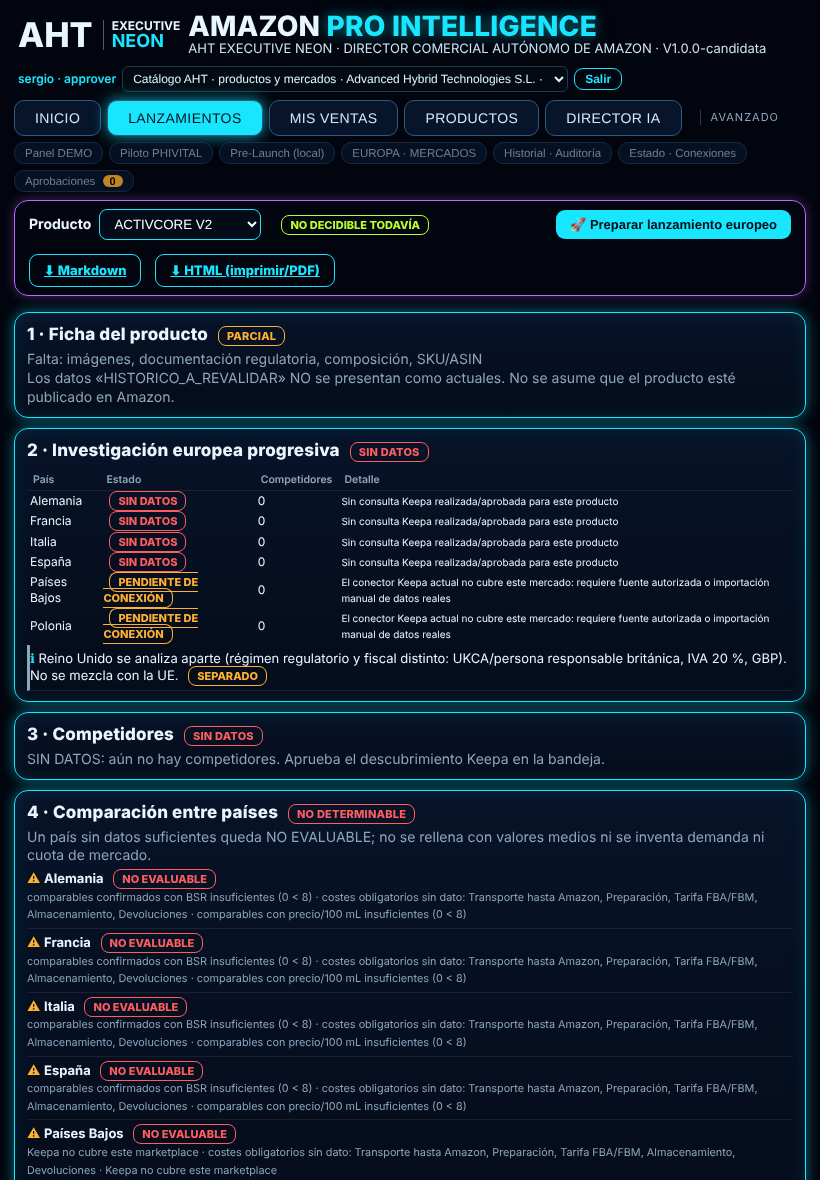 AHT
EXECUTIVE
NEON
AMAZON PRO INTELLIGENCE
AHT EXECUTIVE NEON · DIRECTOR COMERCIAL AUTÓNOMO DE AMAZON · V1.0.0-candidata
sergio · approver
Catálogo AHT · productos y mercados · Advanced Hybrid Technologies S.L. ·
Salir
INICIO
LANZAMIENTOS
MIS VENTAS
PRODUCTOS
DIRECTOR IA
AVANZADO
Panel DEMO
Piloto PHIVITAL
Pre-Launch (local)
EUROPA · MERCADOS
Historial · Auditoría
Estado · Conexiones
Aprobaciones 0
Producto
ACTIVCORE V2
NO DECIDIBLE TODAVÍA
🚀 Preparar lanzamiento europeo
⬇ Markdown
⬇ HTML (imprimir/PDF)
1 · Ficha del producto PARCIAL
Falta: imágenes, documentación regulatoria, composición, SKU/ASIN
Los datos «HISTORICO_A_REVALIDAR» NO se presentan como actuales. No se asume que el producto esté
publicado en Amazon.
2 · Investigación europea progresiva SIN DATOS
País Estado Competidores Detalle
Alemania SIN DATOS 0 Sin consulta Keepa realizada/aprobada para este producto
Francia SIN DATOS 0 Sin consulta Keepa realizada/aprobada para este producto
Italia SIN DATOS 0 Sin consulta Keepa realizada/aprobada para este producto
España SIN DATOS 0 Sin consulta Keepa realizada/aprobada para este producto
Países Bajos PENDIENTE DE CONEXIÓN 0 El conector Keepa actual no cubre este mercado: requiere fuente autorizada o importación
manual de datos reales
Polonia PENDIENTE DE CONEXIÓN 0 El conector Keepa actual no cubre este mercado: requiere fuente autorizada o importación
manual de datos reales
ℹ Reino Unido se analiza aparte (régimen regulatorio y fiscal distinto: UKCA/persona responsable británica, IVA 20 %, GBP).
No se mezcla con la UE. SEPARADO
3 · Competidores SIN DATOS
SIN DATOS: aún no hay competidores. Aprueba el descubrimiento Keepa en la bandeja.
4 · Comparación entre países NO DETERMINABLE
Un país sin datos suficientes queda NO EVALUABLE; no se rellena con valores medios ni se inventa demanda ni
cuota de mercado.
⚠ Alemania NO EVALUABLE
comparables confirmados con BSR insuficientes (0 < 8) · costes obligatorios sin dato: Transporte hasta Amazon, Preparación, Tarifa FBA/FBM,
Almacenamiento, Devoluciones · comparables con precio/100 mL insuficientes (0 < 8)
⚠ Francia NO EVALUABLE
comparables confirmados con BSR insuficientes (0 < 8) · costes obligatorios sin dato: Transporte hasta Amazon, Preparación, Tarifa FBA/FBM,
Almacenamiento, Devoluciones · comparables con precio/100 mL insuficientes (0 < 8)
⚠ Italia NO EVALUABLE
comparables confirmados con BSR insuficientes (0 < 8) · costes obligatorios sin dato: Transporte hasta Amazon, Preparación, Tarifa FBA/FBM,
Almacenamiento, Devoluciones · comparables con precio/100 mL insuficientes (0 < 8)
⚠ España NO EVALUABLE
comparables confirmados con BSR insuficientes (0 < 8) · costes obligatorios sin dato: Transporte hasta Amazon, Preparación, Tarifa FBA/FBM,
Almacenamiento, Devoluciones · comparables con precio/100 mL insuficientes (0 < 8)
⚠ Países Bajos NO EVALUABLE
Keepa no cubre este marketplace · costes obligatorios sin dato: Transporte hasta Amazon, Preparación, Tarifa FBA/FBM, Almacenamiento,
Devoluciones · Keepa no cubre este marketplace